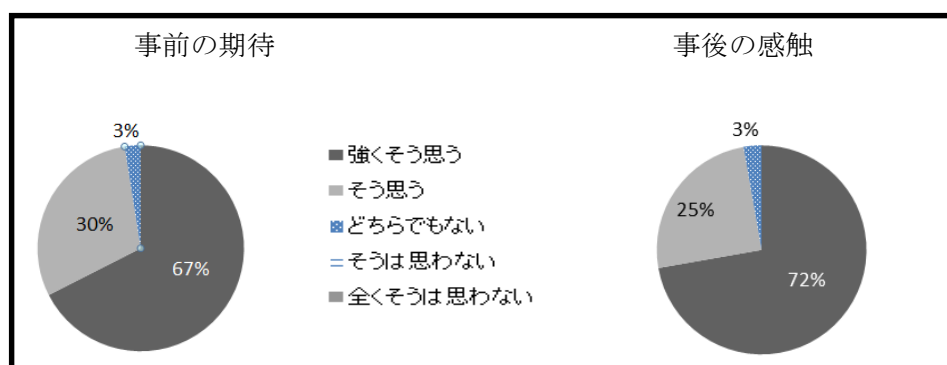 事前の期待
事後の感触
3%
30%
67%
強くそう思う
そう思う
どちらでもない
そうは思わない
全くそうは思わない
3%
25%
72%